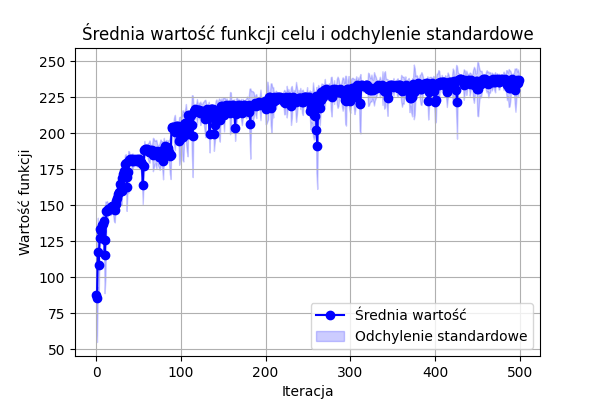 Średnia wartość funkcji celu i odchylenie standardowe
250
225
200
175
150
125
100
75
50
Wartość funkcji
0 100 200 300 400 500
Iteracja
Średnia wartość
Odchylenie standardowe